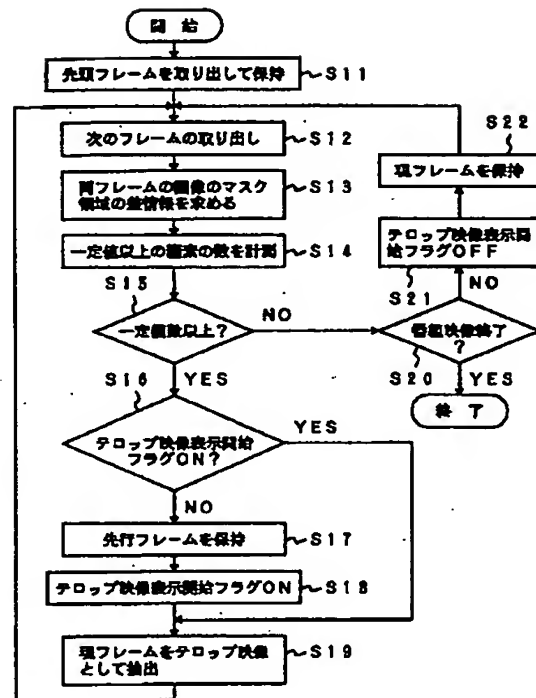 開 始
先頭フレームを取り出して保持
S11
次のフレームの取り出し
S12
両フレームの画像のマスク
領域の差情報を求める
S13
一定値以上の画素の数を計測
S14
S15
一定値数以上?
NO
YES
S16
テロップ映像表示開始
フラグON?
YES
NO
先行フレームを保持
S17
テロップ映像表示開始フラグON
S18
現フレームをテロップ映像
として抽出
S19
S22
現フレームを保持
テロップ映像表示開
始フラグOFF
S21
NO
番組映像終了
?
S20
YES
終 了